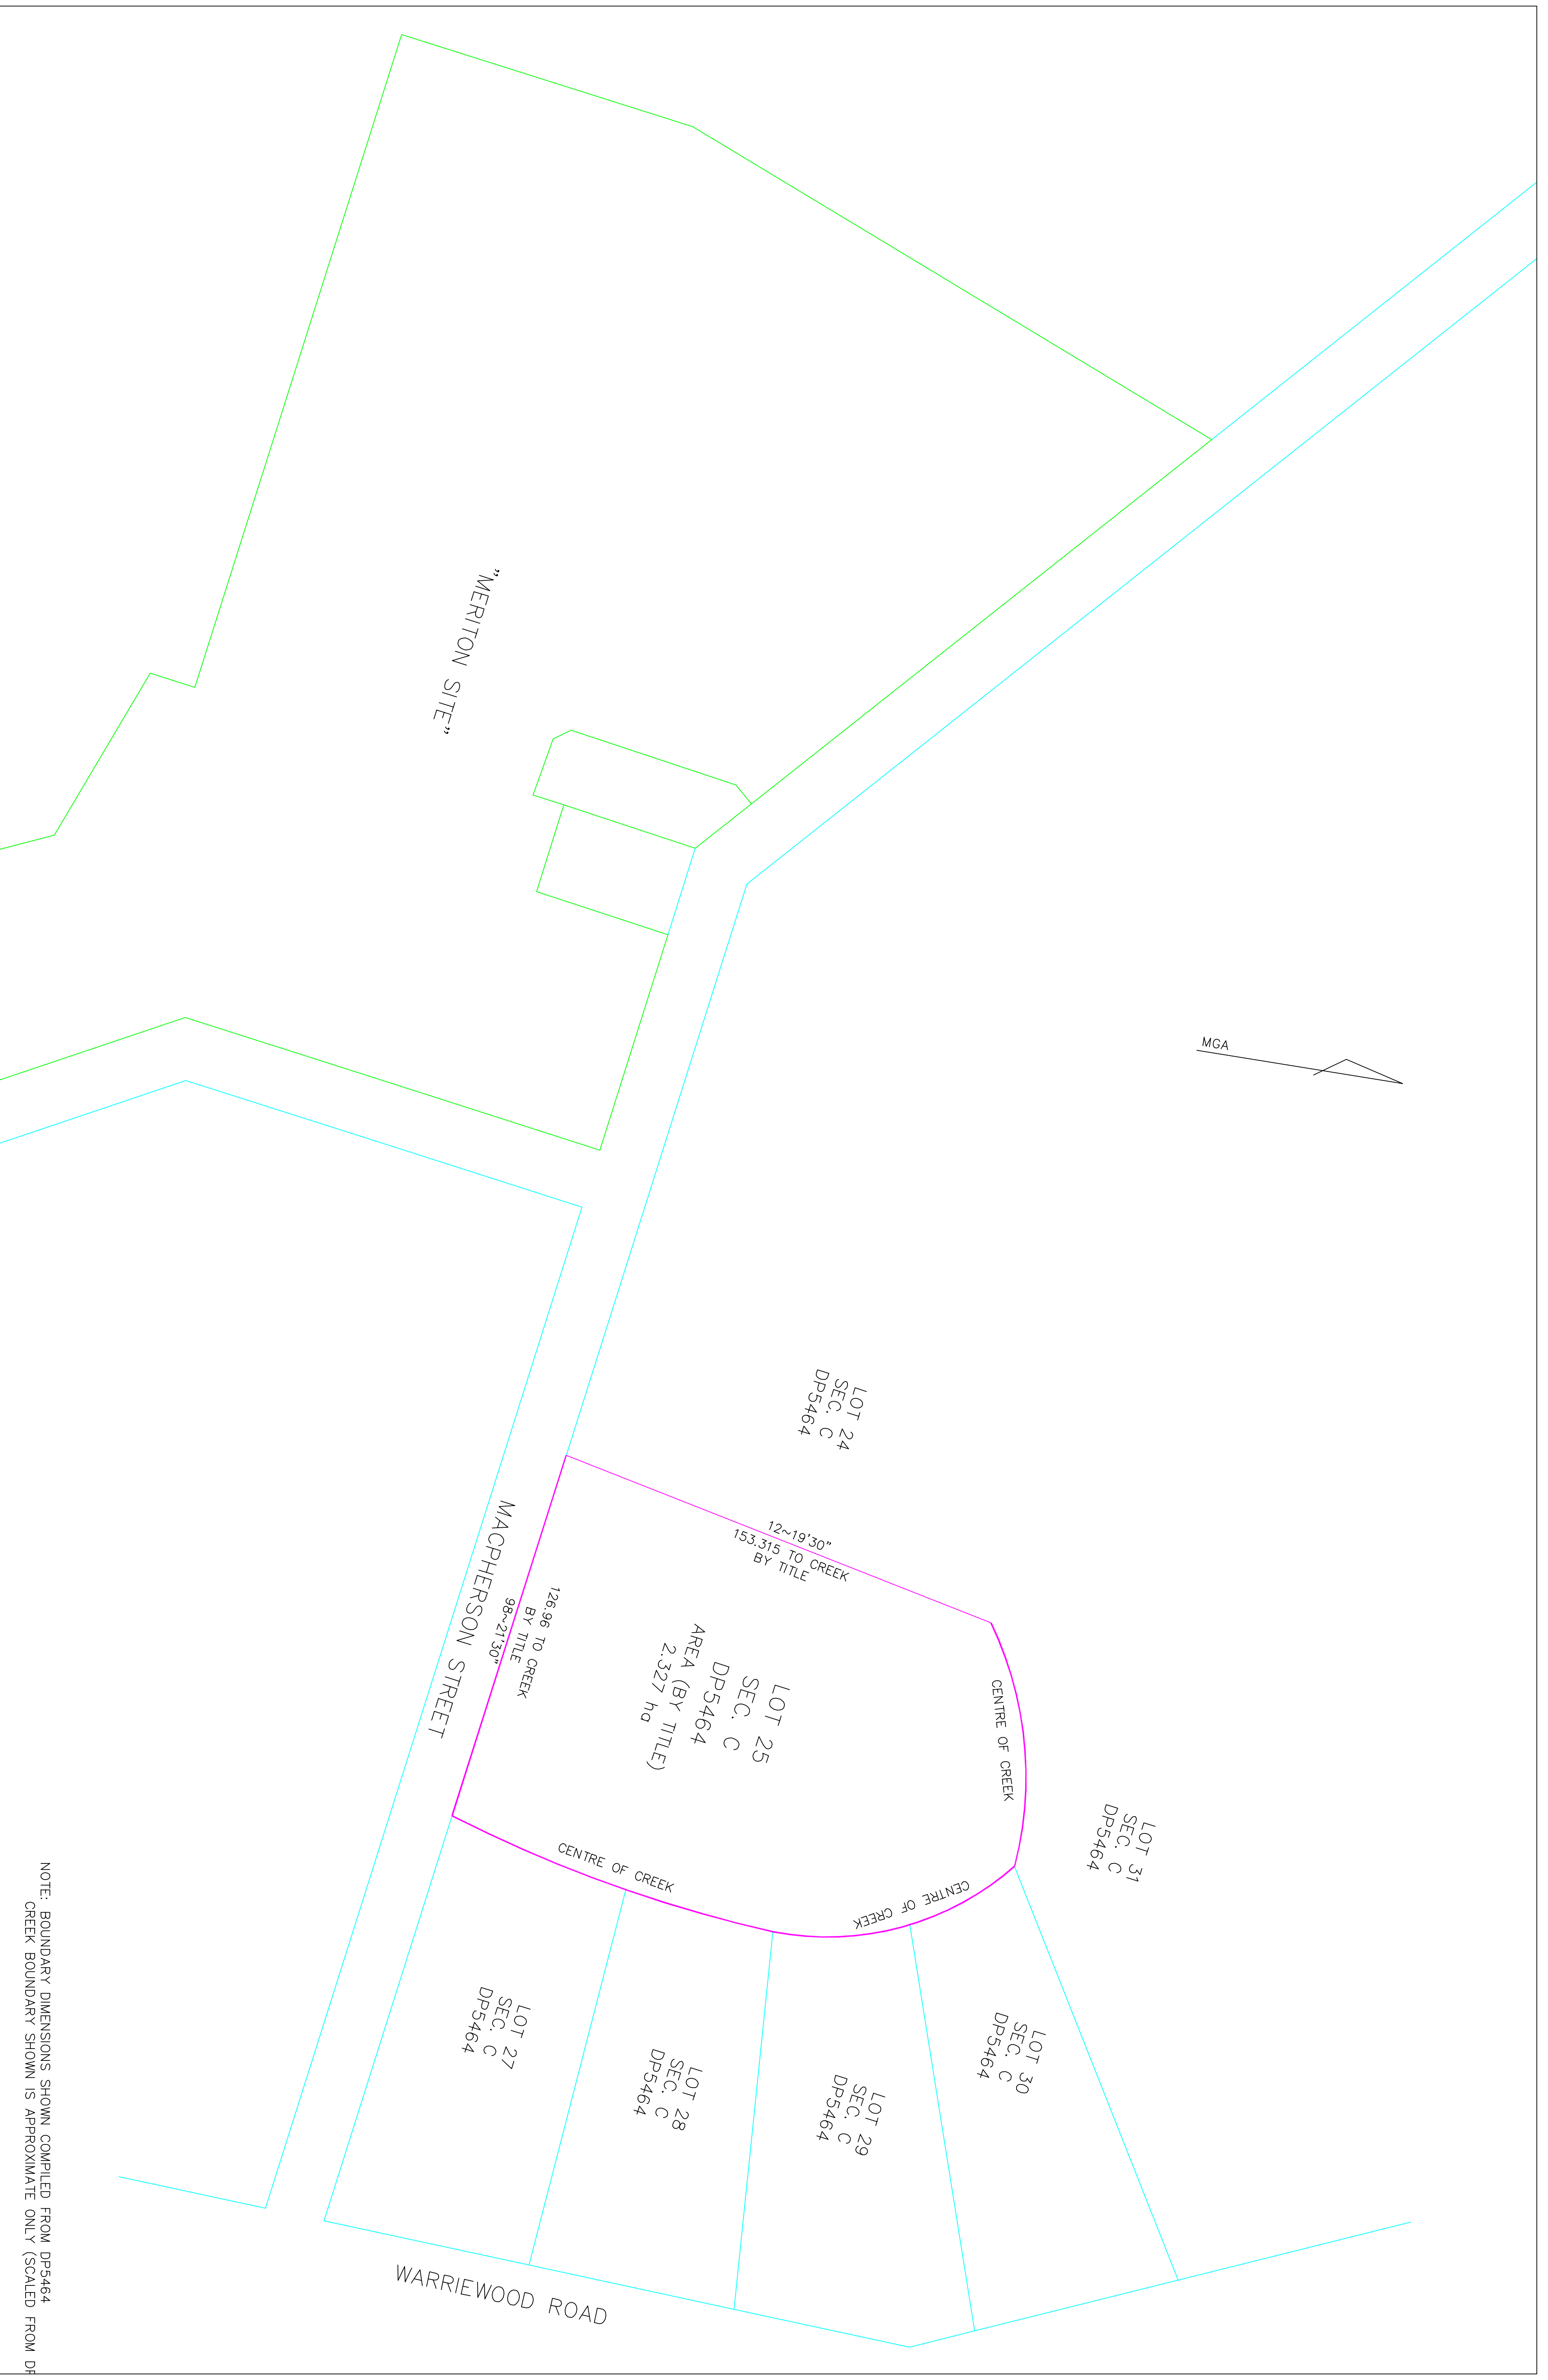 "MERITON SITE"
MGA
LOT 24
SEC. C
DP5464
12~19'30"
153.315 TO CREEK
BY TITLE
126.96 TO CREEK
BY TITLE
98~21'30"
MACPHERSON STREET
LOT 25
SEC. C
DP5464
AREA (BY TITLE)
2.327 ha
CENTRE OF CREEK
CENTRE OF CREEK
CENTRE OF CREEK
LOT 31
SEC. C
DP5464
LOT 30
SEC. C
DP5464
LOT 29
SEC. C
DP5464
LOT 28
SEC. C
DP5464
LOT 27
SEC. C
DP5464
WARRIEWOOD ROAD
NOTE: BOUNDARY DIMENSIONS SHOWN COMPILED FROM DP5464
CREEK BOUNDARY SHOWN IS APPROXIMATE ONLY (SCALED FROM